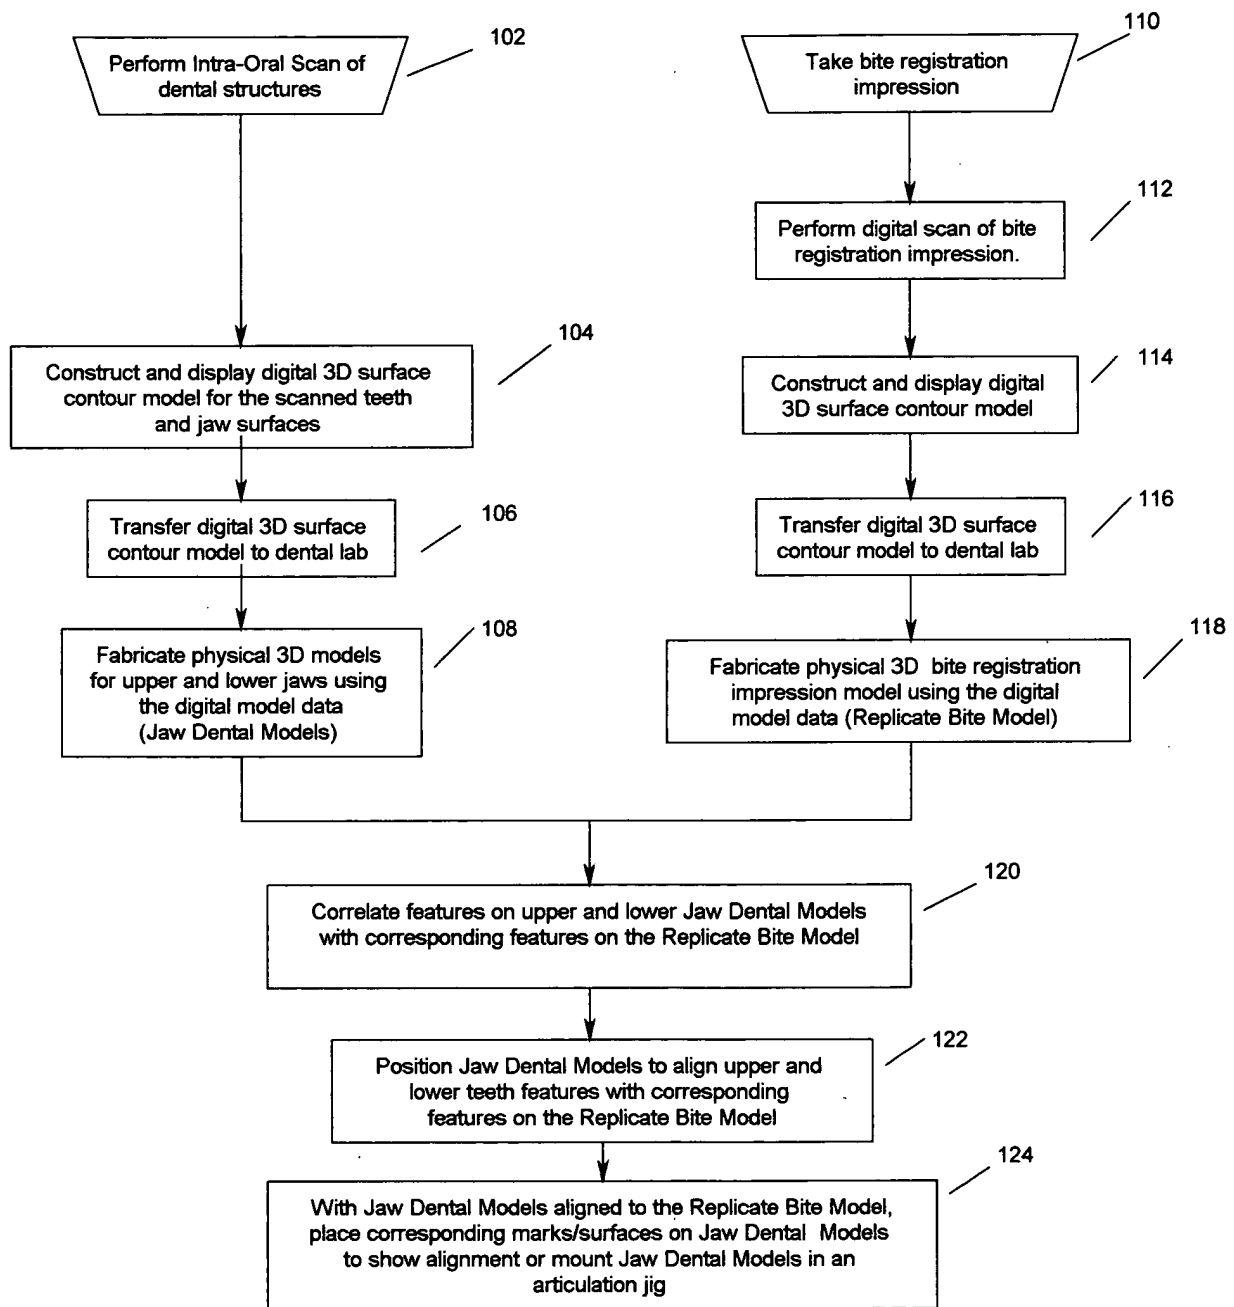 102
Perform Intra-Oral Scan of
dental structures
104
Construct and display digital 3D surface
contour model for the scanned teeth
and jaw surfaces
106
Transfer digital 3D surface
contour model to dental lab
108
Fabricate physical 3D models
for upper and lower jaws using
the digital model data
(Jaw Dental Models)
110
Take bite registration
impression
112
Perform digital scan of bite
registration impression.
114
Construct and display digital
3D surface contour model
116
Transfer digital 3D surface
contour model to dental lab
118
Fabricate physical 3D bite registration
impression model using the digital
model data (Replicate Bite Model)
120
Correlate features on upper and lower Jaw Dental Models
with corresponding features on the Replicate Bite Model
122
Position Jaw Dental Models to align upper and
lower teeth features with corresponding
features on the Replicate Bite Model
124
With Jaw Dental Models aligned to the Replicate Bite Model,
place corresponding marks/surfaces on Jaw Dental Models
to show alignment or mount Jaw Dental Models in an
articulation jig